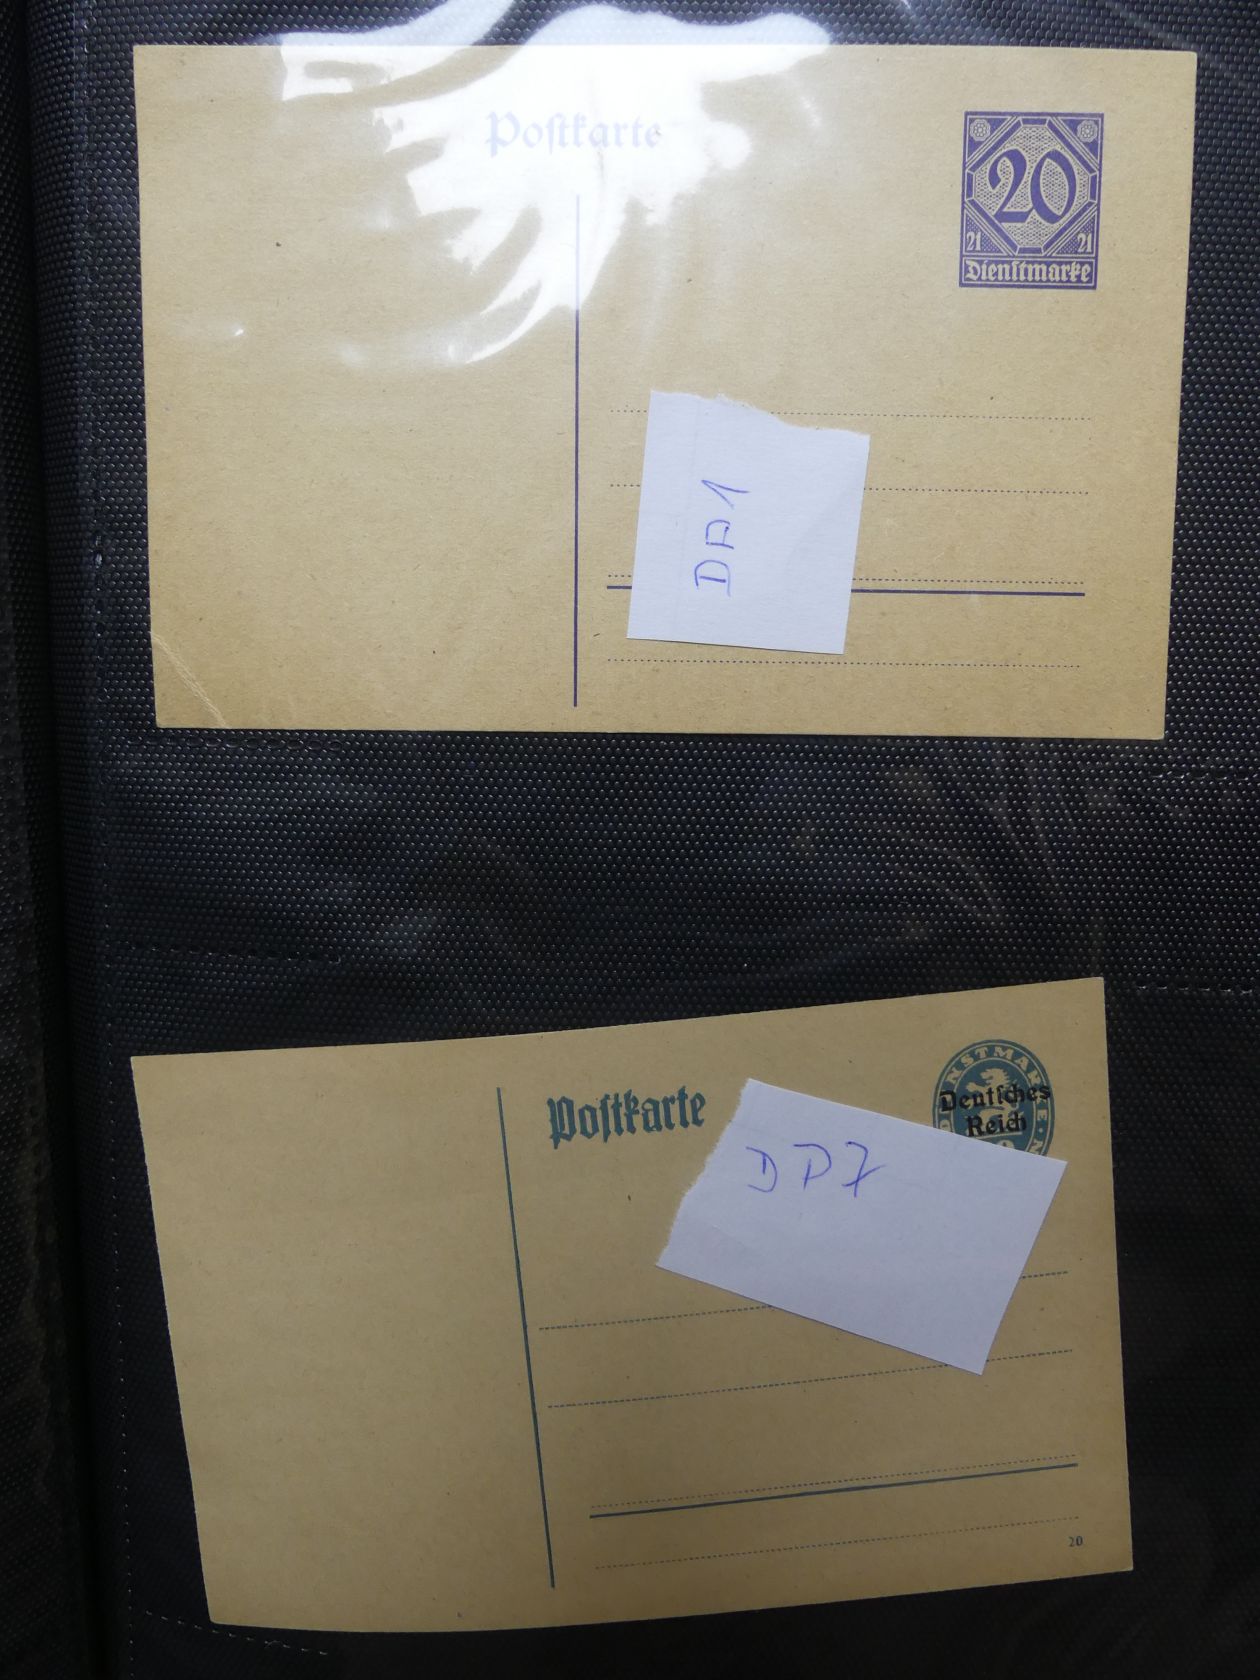 Postkarte
20
21 21
Dienstmarke
DP1
Postkarte
Deutsches
Reich
DP7
20